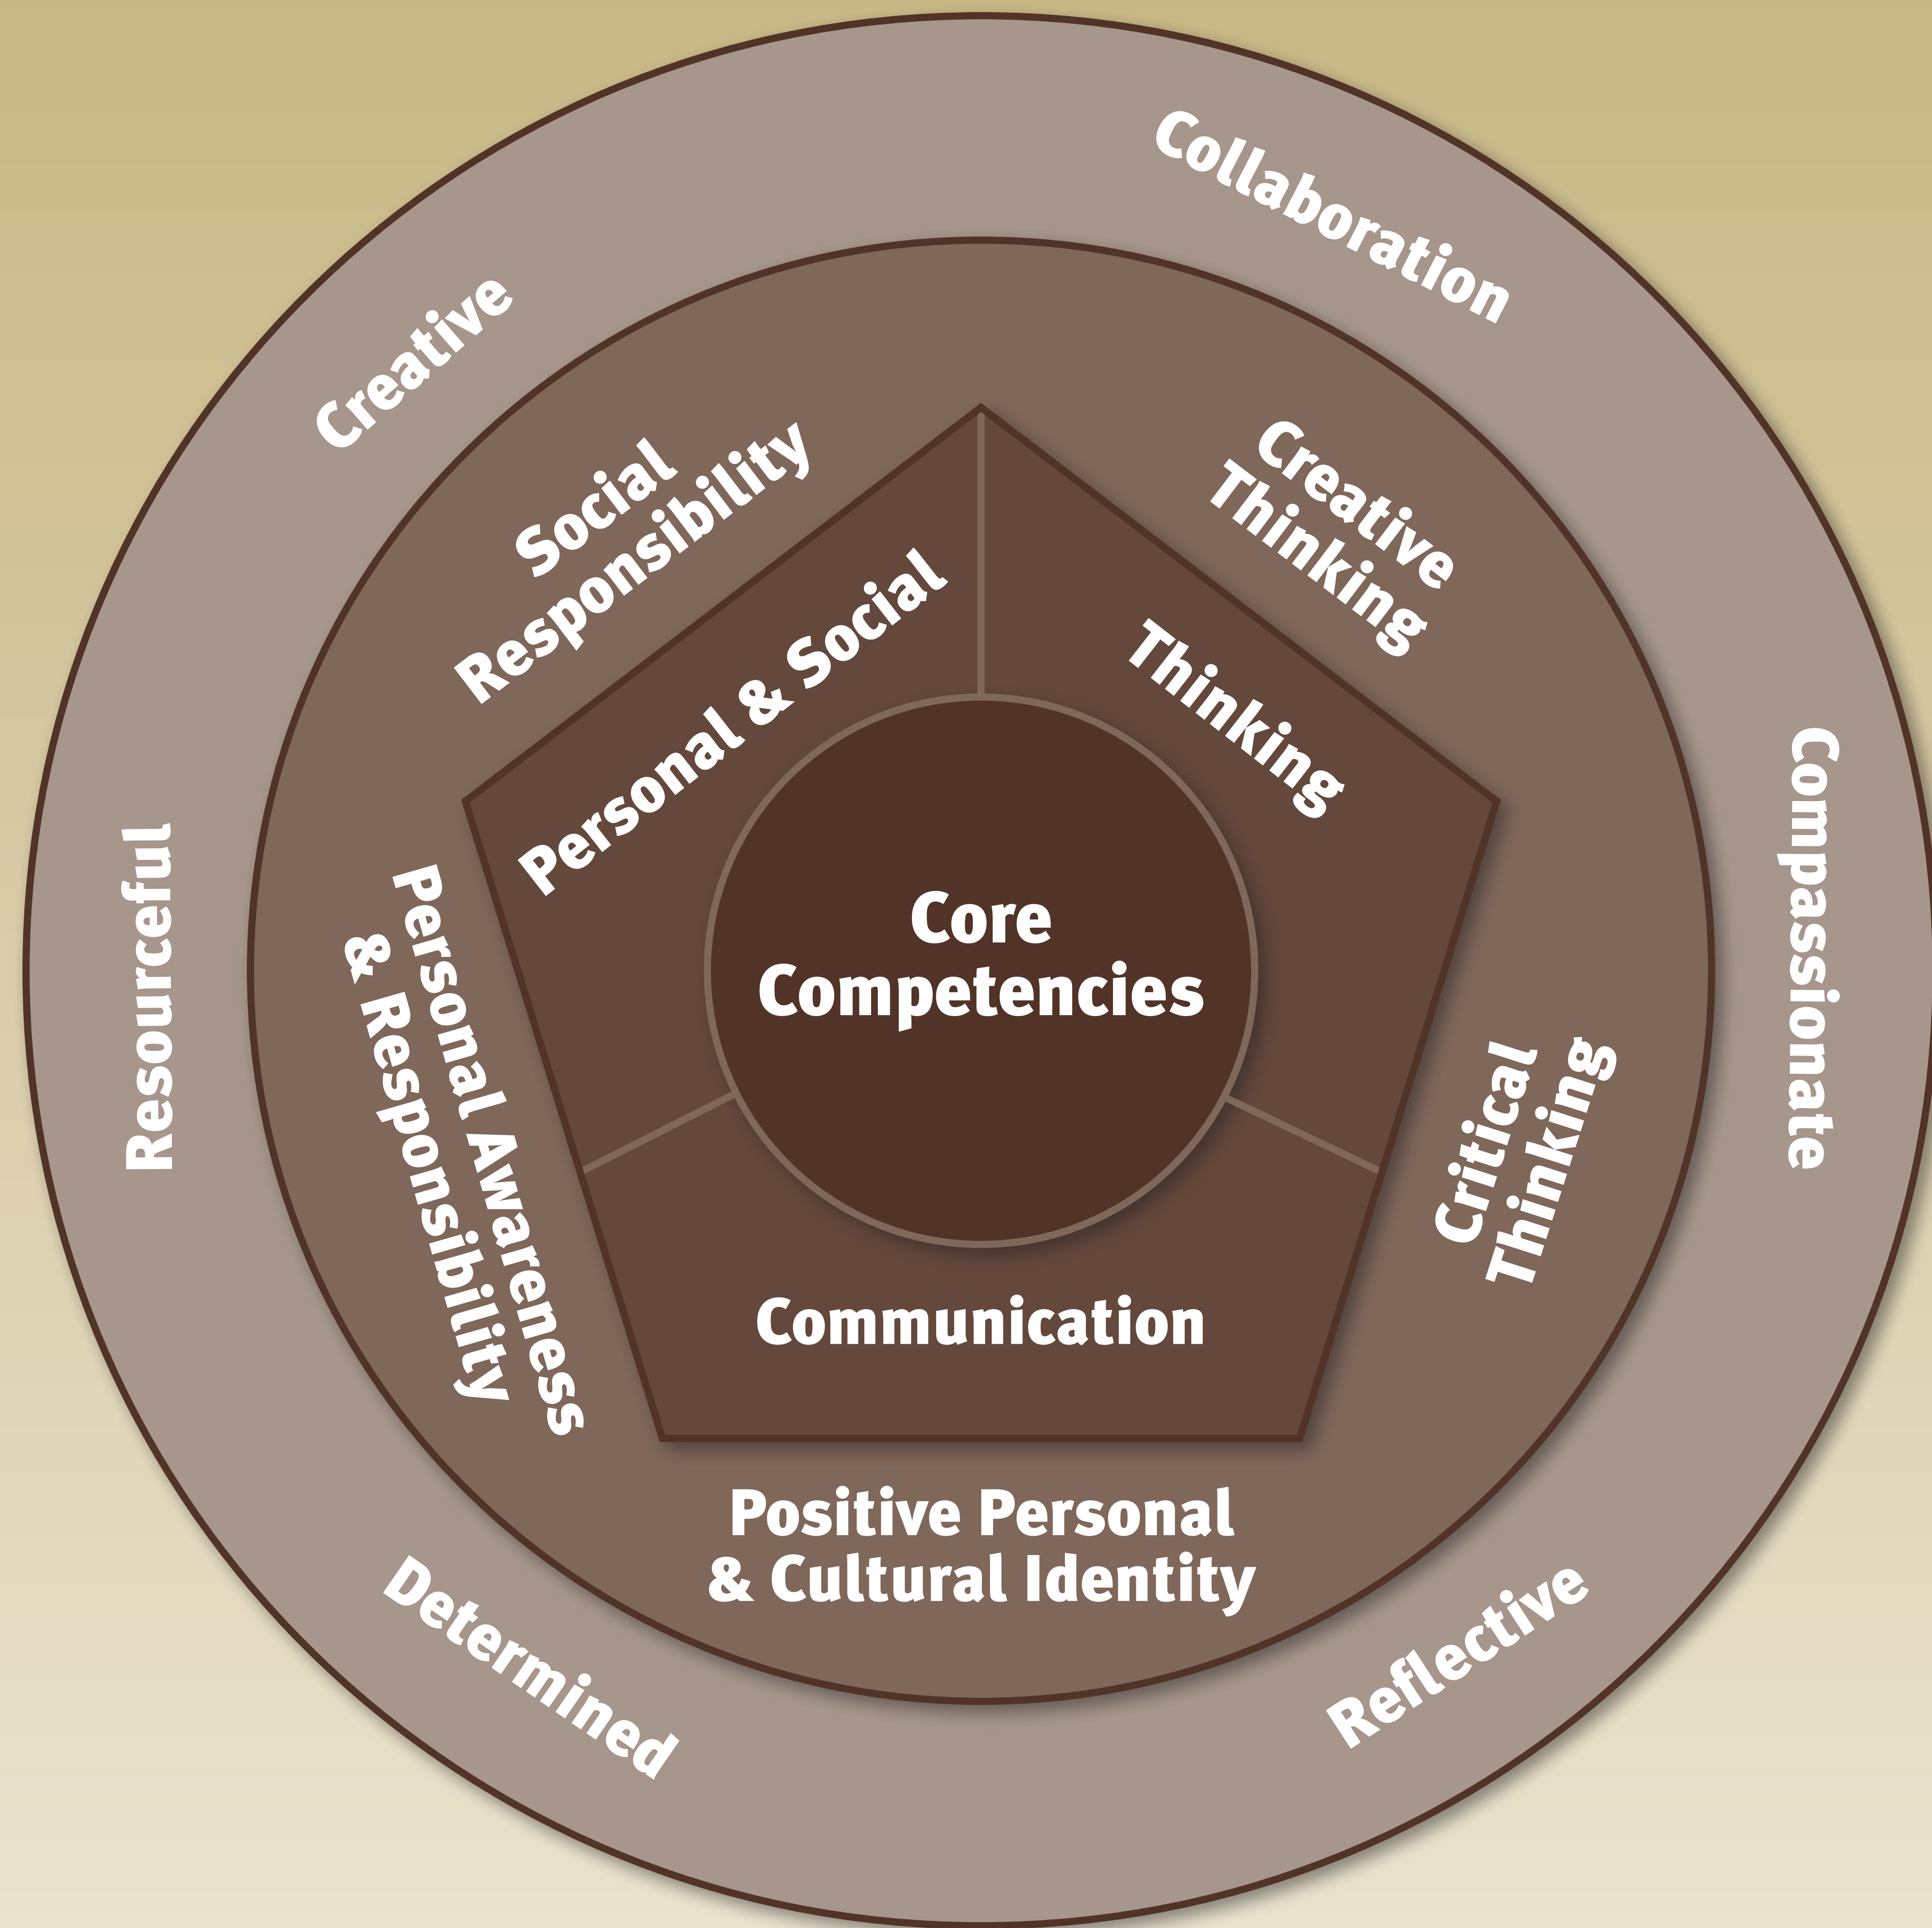 Collaboration
Creative
Compassionate
Resourceful
Determined
Reflective
Social
Responsibility
Creative
Thinking
Personal Awareness
& Responsibility
Critical
Thinking
Positive Personal
& Cultural Identity
Personal & Social
Thinking
Communication
Core
Competencies